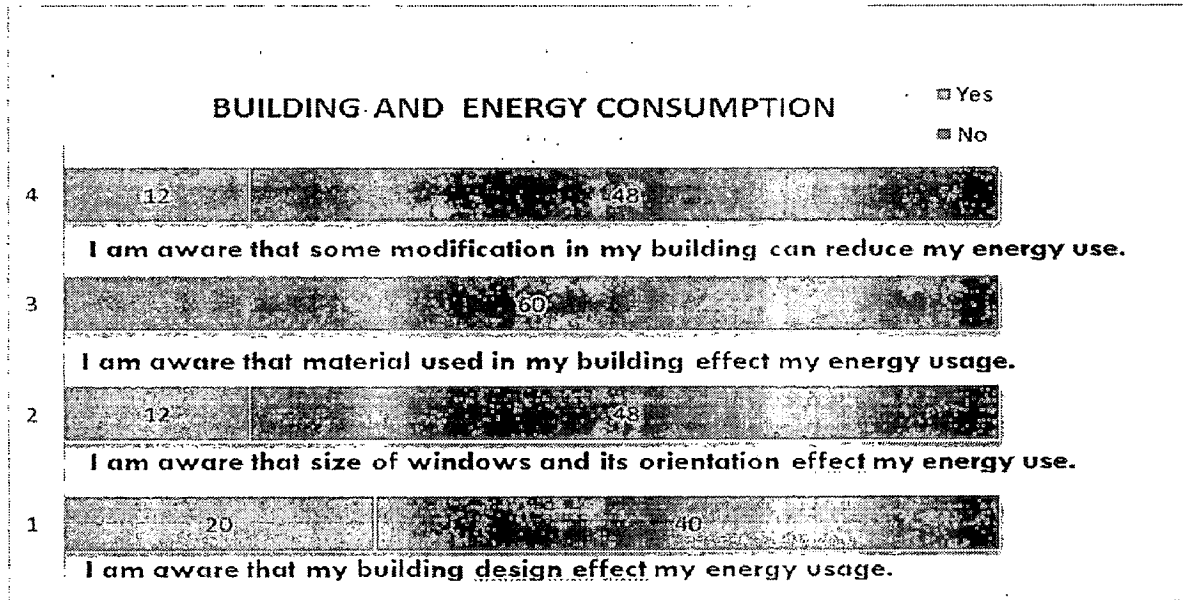 BUILDING AND ENERGY CONSUMPTION
Yes
No
4
12
48
I am aware that some modification in my building can reduce my energy use.
3
60
I am aware that material used in my building effect my energy usage.
2
12
48
I am aware that size of windows and its orientation effect my energy use.
1
20
40
I am aware that my building design effect my energy usage.